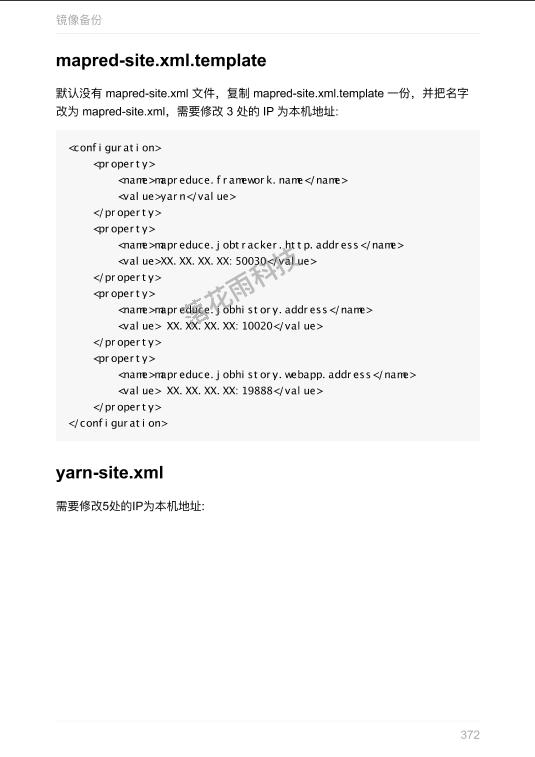 镜像备份
mapred-site.xml.template
默认没有 mapred-site.xml 文件，复制 mapred-site.xml.template 一份，并把名字
改为 mapred-site.xml，需要修改 3 处的 IP 为本机地址:
<configuration>
<property>
<name>mapreduce.framework.name</name>
<value>yarn</value>
</property>
<property>
<name>mapreduce.jobtracker.http.address</name>
<value>XX.XX.XX.XX:50030</value>
</property>
<property>
<name>mapreduce.jobhistory.address</name>
<value> XX.XX.XX.XX:10020</value>
</property>
<property>
<name>mapreduce.jobhistory.webapp.address</name>
<value> XX.XX.XX.XX:19888</value>
</property>
</configuration>
落花雨科技
yarn-site.xml
需要修改5处的IP为本机地址:
372